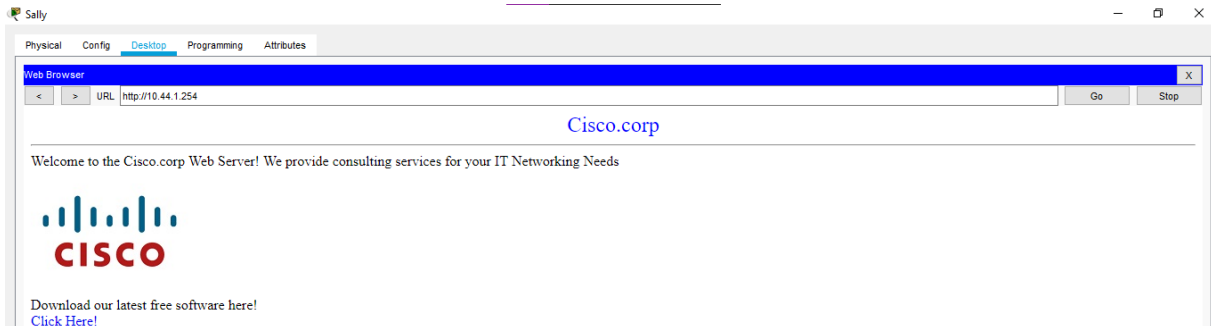 Sally
Physical Config Desktop Programming Attributes
Web Browser
X
< > URL http://10.44.1.254 Go Stop
Cisco.corp
Welcome to the Cisco.corp Web Server! We provide consulting services for your IT Networking Needs
CISCO
Download our latest free software here!
Click Here!